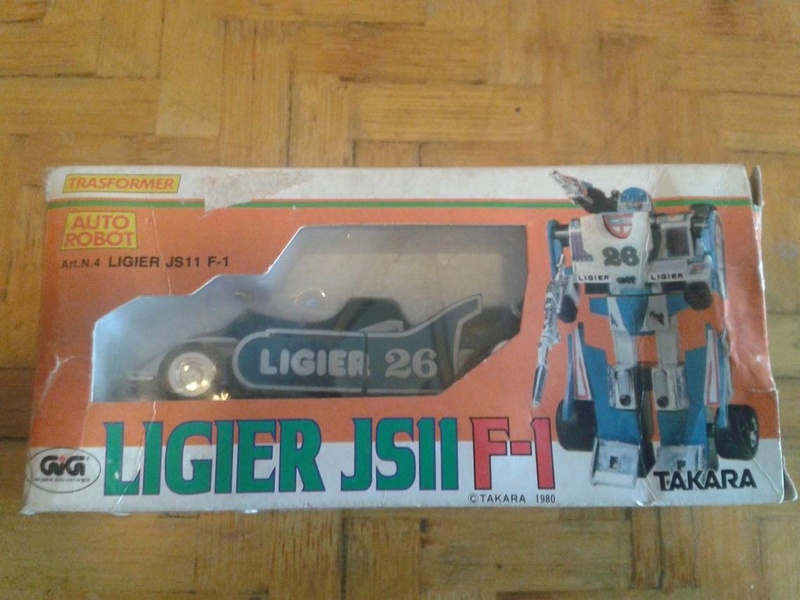 TRASFORMER
AUTO
ROBOT
Art.N.4 LIGIER JS11 F-1
LIGIER 26
26
LIGIER
LIGIER
LIGIER JS11 F-1
GiGi
TAKARA
©TAKARA 1980